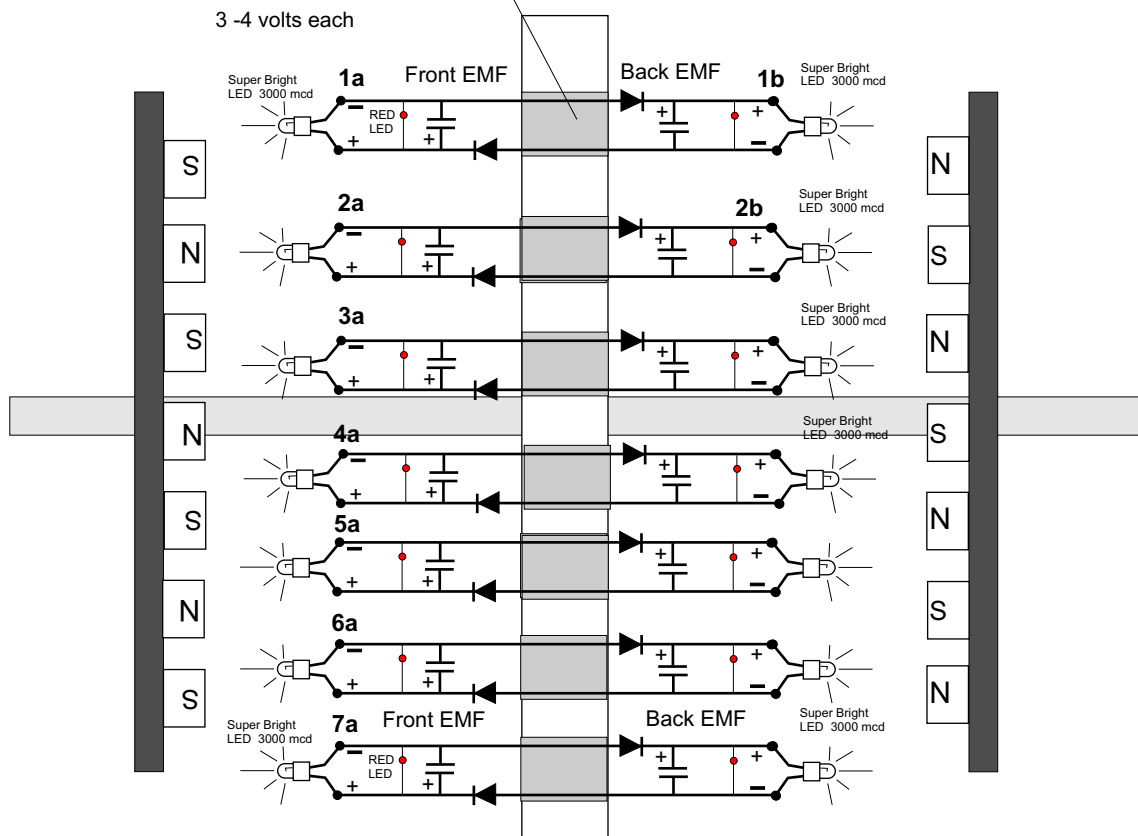 3 -4 volts each
Super Bright
LED 3000 mcd
1a
Front EMF
Back EMF
1b
Super Bright
LED 3000 mcd
−
RED
LED
+
+
+
+
−
S
N
2a
2b
Super Bright
LED 3000 mcd
−
+
+
+
+
−
N
S
3a
Super Bright
LED 3000 mcd
−
+
+
+
+
−
S
N
4a
Super Bright
LED 3000 mcd
N
S
−
+
+
+
+
−
S
N
5a
−
+
+
+
+
−
N
S
6a
−
+
+
+
+
−
S
N
Super Bright
LED 3000 mcd
7a
Front EMF
Back EMF
Super Bright
LED 3000 mcd
−
RED
LED
+
+
+
+
−